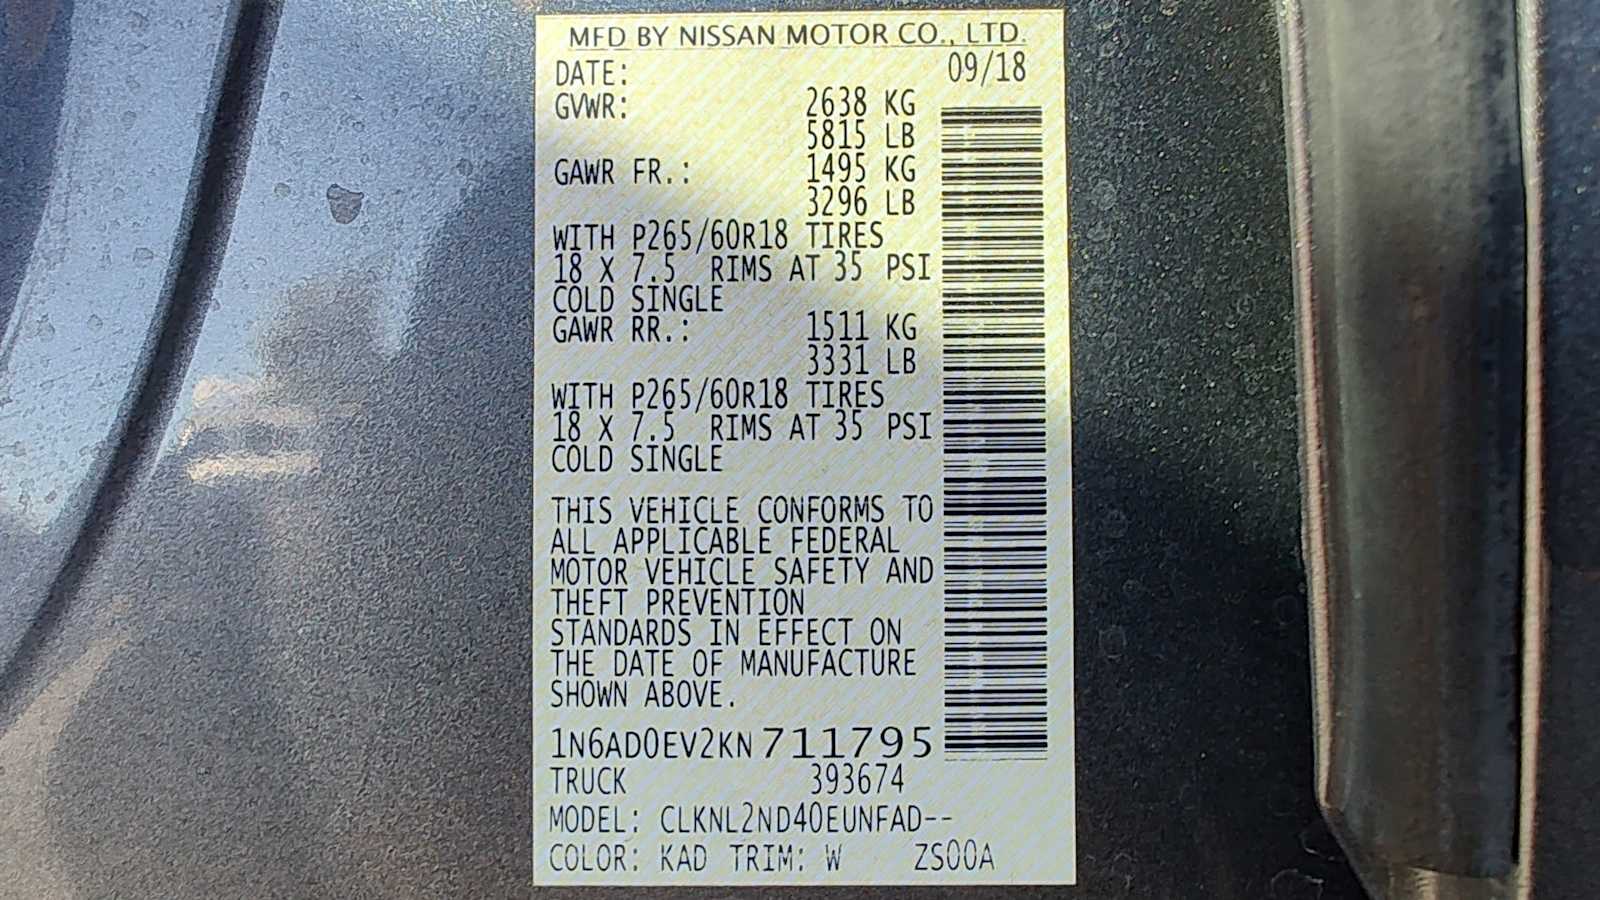 MFD BY NISSAN MOTOR CO., LTD.
DATE: 09/18
GVWR: 2638 KG
5815 LB
GAWR FR.: 1495 KG
3296 LB
WITH P265/60R18 TIRES
18 X 7.5 RIMS AT 35 PSI
COLD SINGLE
GAWR RR.: 1511 KG
3331 LB
WITH P265/60R18 TIRES
18 X 7.5 RIMS AT 35 PSI
COLD SINGLE
THIS VEHICLE CONFORMS TO
ALL APPLICABLE FEDERAL
MOTOR VEHICLE SAFETY AND
THEFT PREVENTION
STANDARDS IN EFFECT ON
THE DATE OF MANUFACTURE
SHOWN ABOVE.
1N6AD0EV2KN711795
TRUCK 393674
MODEL: CLKNL2ND40EUNFAD--
COLOR: KAD TRIM: W ZS00A